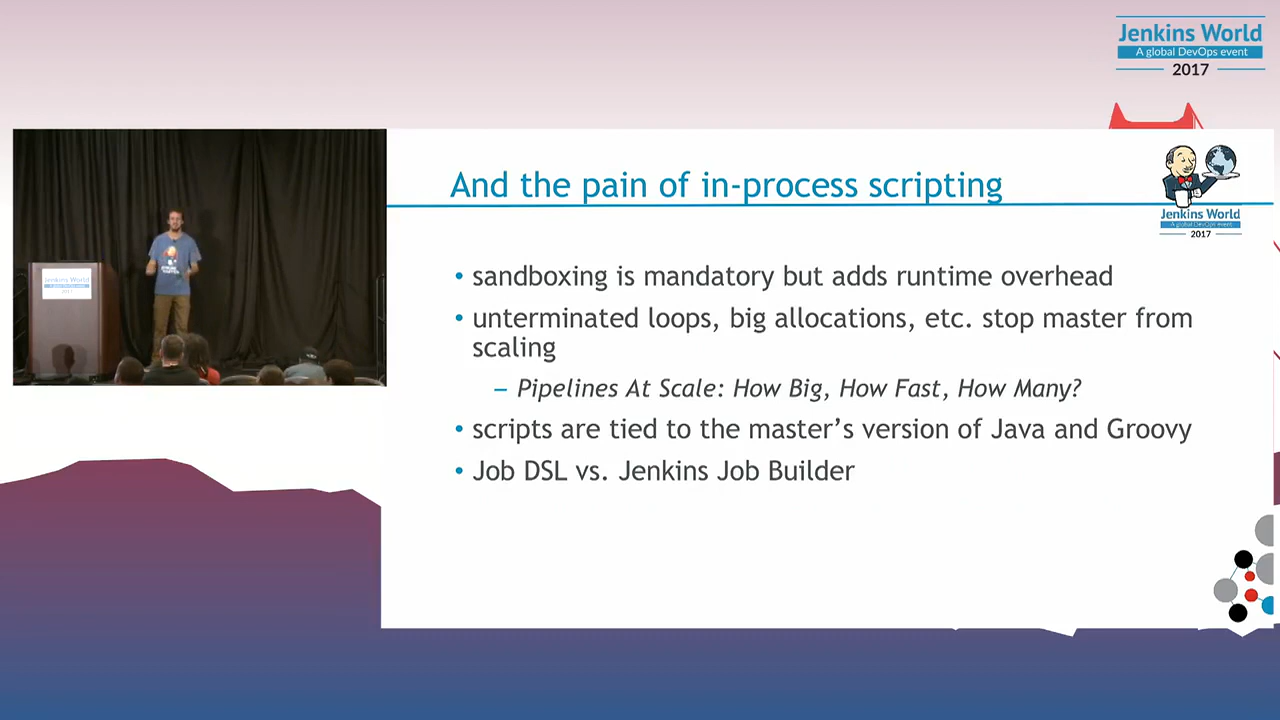 Jenkins World
A global DevOps event
2017
And the pain of in-process scripting
Jenkins World
A global DevOps event
2017
• sandboxing is mandatory but adds runtime overhead
• unterminated loops, big allocations, etc. stop master from
scaling
– Pipelines At Scale: How Big, How Fast, How Many?
• scripts are tied to the master's version of Java and Groovy
• Job DSL vs. Jenkins Job Builder
Jenkins World